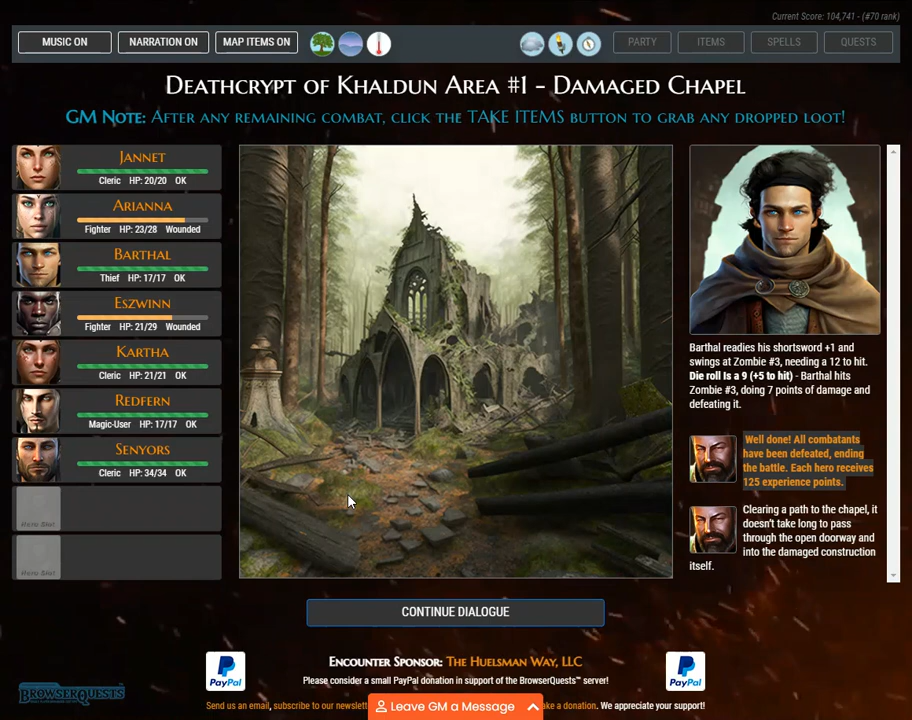 Current Score: 104,741 - (#70 rank)
MUSIC ON
NARRATION ON
MAP ITEMS ON
PARTY
ITEMS
SPELLS
QUESTS
Deathcrypt of Khaldun Area #1 - Damaged Chapel
GM Note: After any remaining combat, click the TAKE ITEMS button to grab any dropped loot!
Jannet
Cleric HP: 20/20 OK
Arianna
Fighter HP: 23/28 Wounded
Barthal
Thief HP: 17/17 OK
Eszwinn
Fighter HP: 21/29 Wounded
Kartha
Cleric HP: 21/21 OK
Redfern
Magic-User HP: 17/17 OK
Senyors
Cleric HP: 34/34 OK
Hero Slot
Hero Slot
Barthal readies his shortsword +1 and
swings at Zombie #3, needing a 12 to hit.
Die roll Is a 9 (+5 to hit) - Barthal hits
Zombie #3, doing 7 points of damage and
defeating it.
Well done! All combatants
have been defeated, ending
the battle. Each hero receives
125 experience points.
Clearing a path to the chapel, it
doesn't take long to pass
through the open doorway and
into the damaged construction
itself.
CONTINUE DIALOGUE
PayPal
Encounter Sponsor: The Huelsman Way, LLC
Please consider a small PayPal donation in support of the BrowserQuests™ server!
PayPal
BrowserQuests
Send us an email, subscribe to our newslett
ake a donation. We appreciate your support!
Leave GM a Message